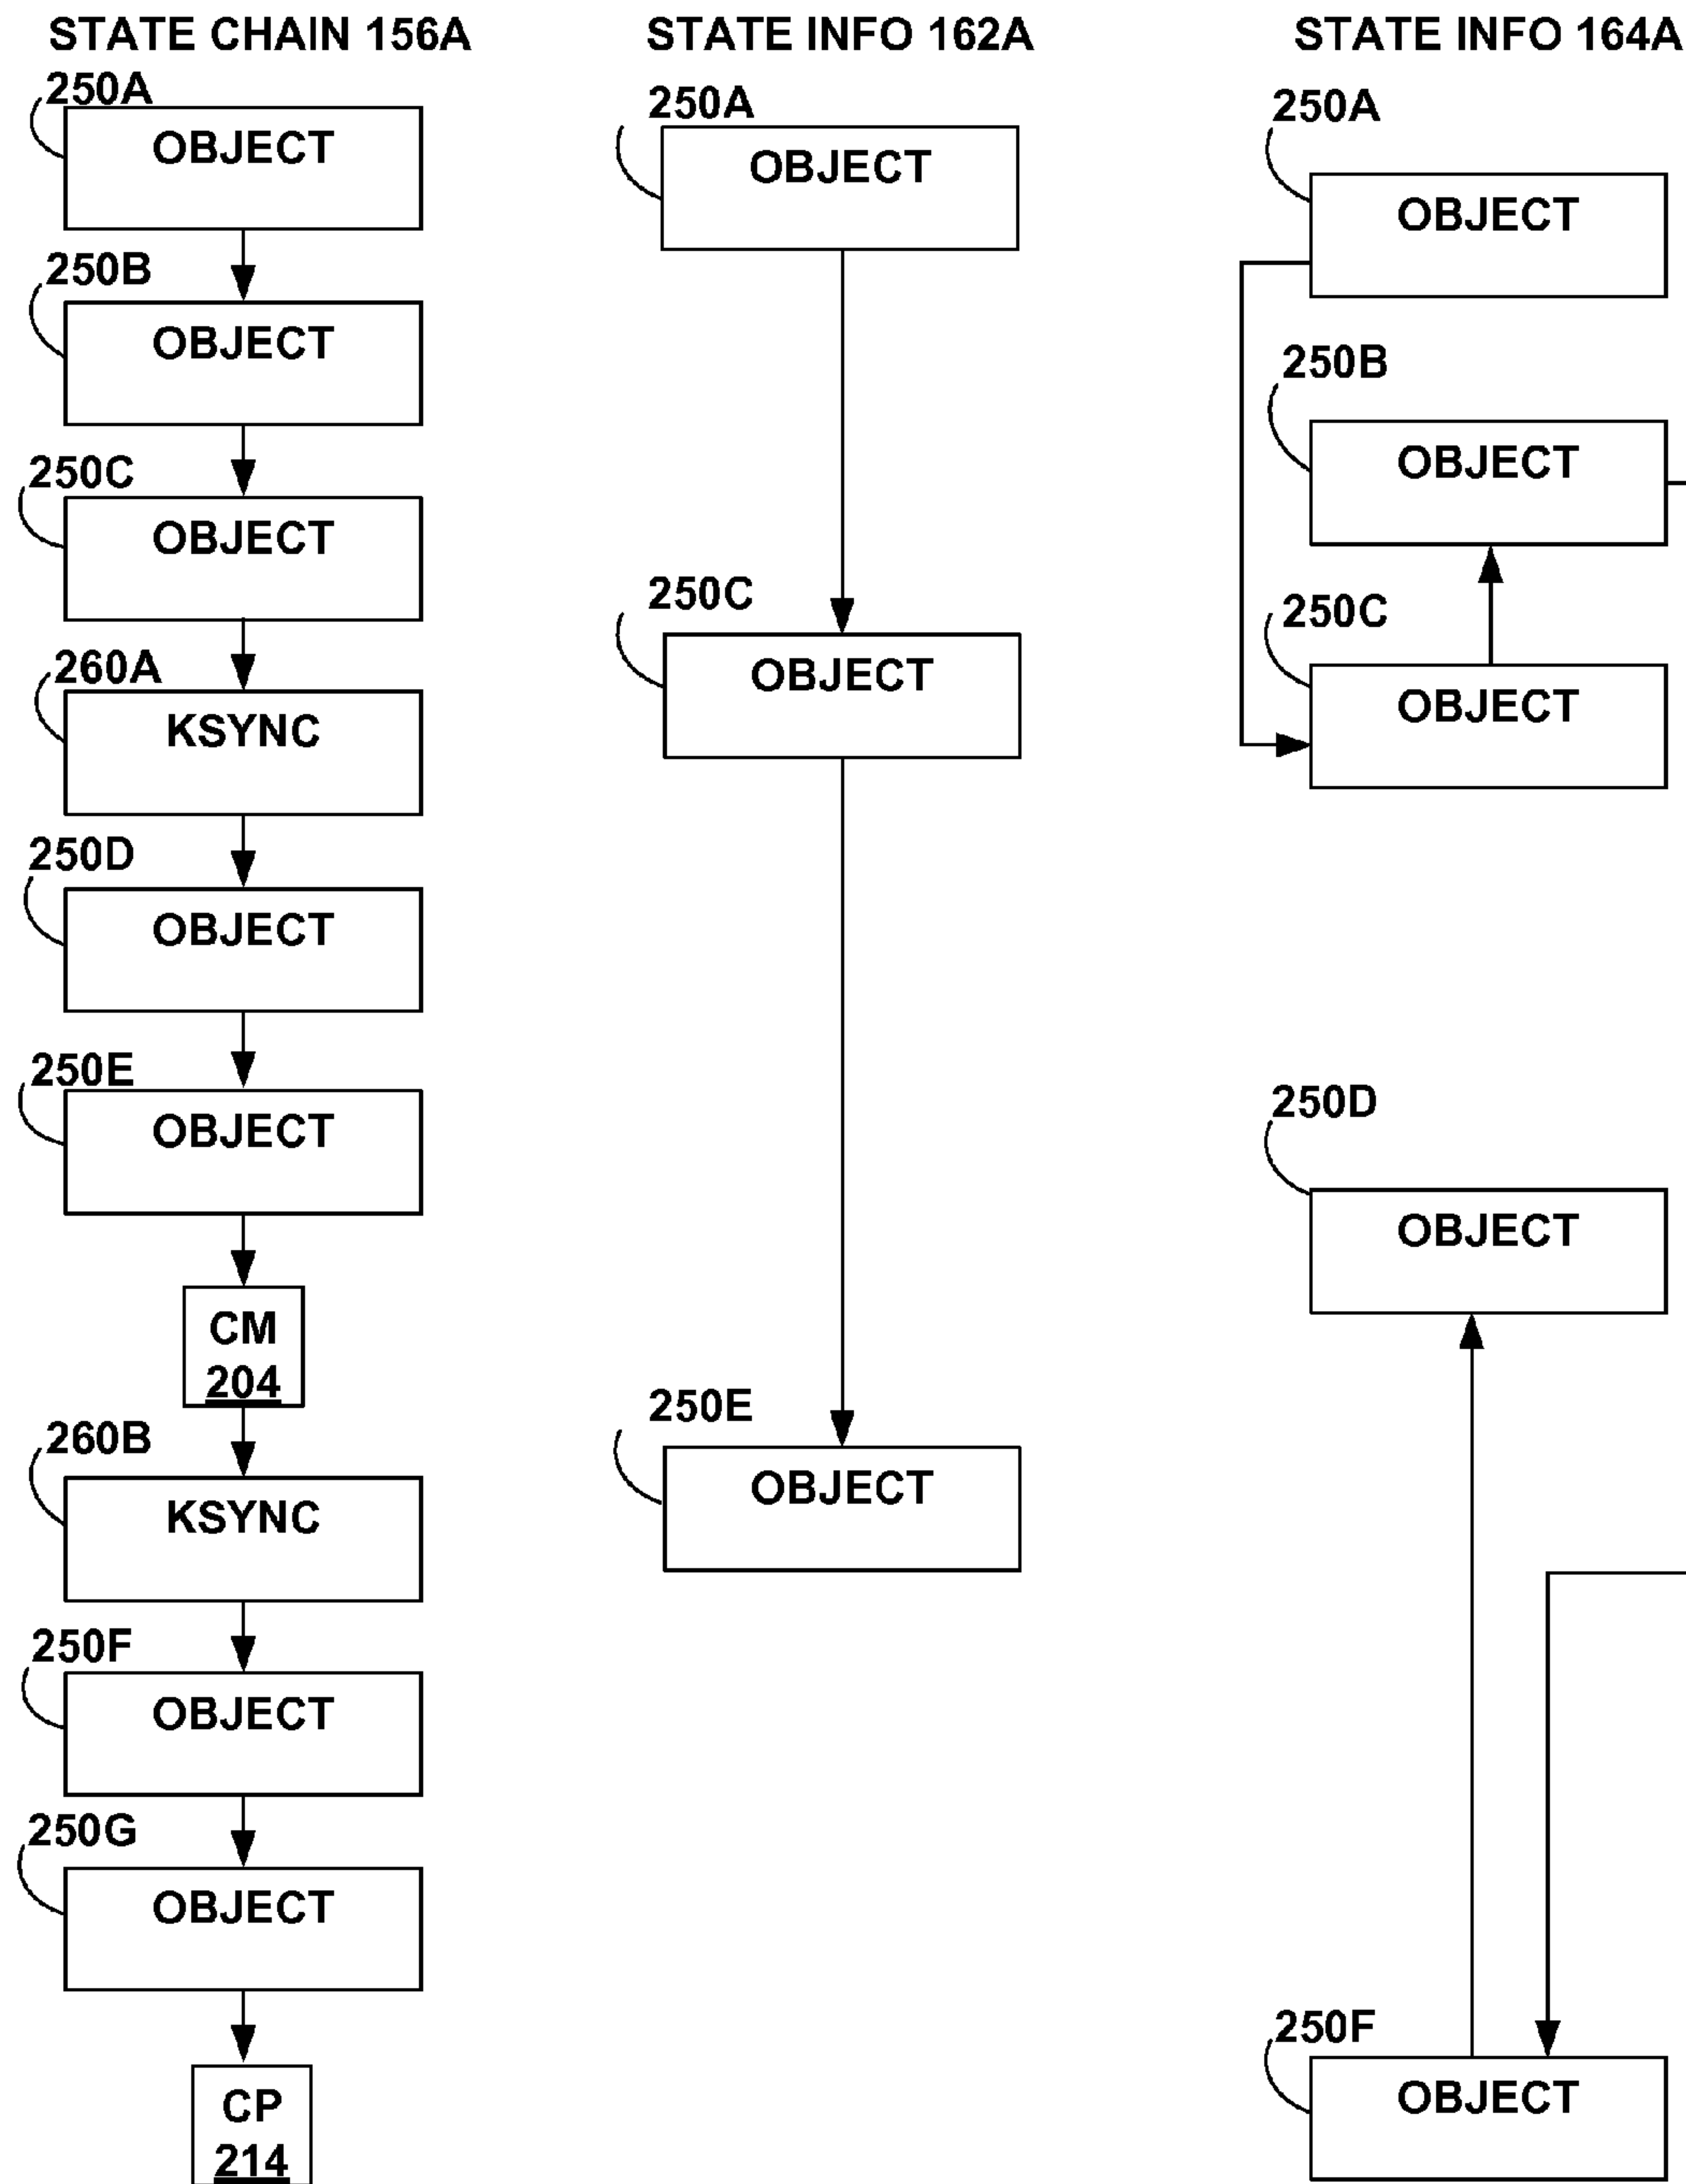 STATE CHAIN 156A
250A
OBJECT
250B
OBJECT
250C
OBJECT
260A
KSYNC
250D
OBJECT
250E
OBJECT
CM
204
260B
KSYNC
250F
OBJECT
250G
OBJECT
CP
214
STATE INFO 162A
250A
OBJECT
250C
OBJECT
250E
OBJECT
STATE INFO 164A
250A
OBJECT
250B
OBJECT
250C
OBJECT
250D
OBJECT
250F
OBJECT